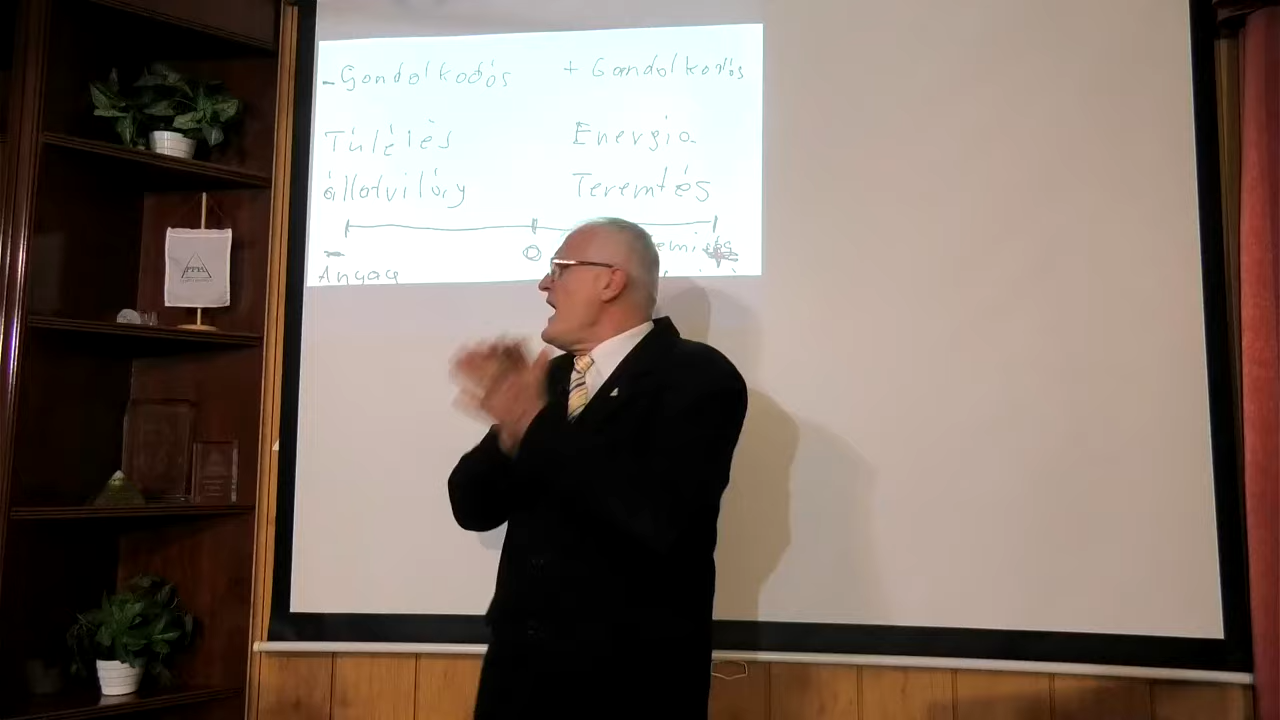 - Gondolkodás + Gondolkodás
Túlélés Energia
állatvilág Teremtés
- 0
Anyag